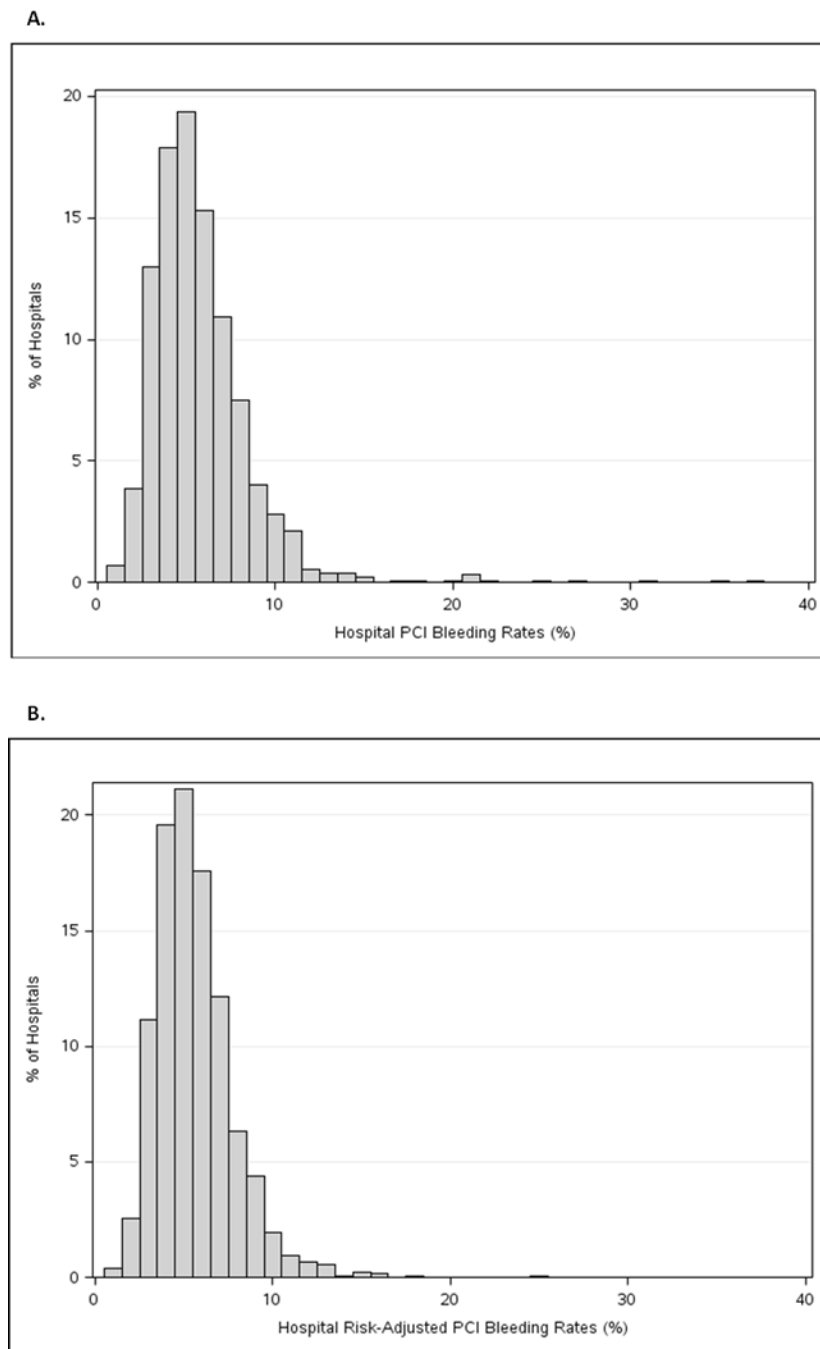 A.
20
15
10
5
0
% of Hospitals
0 10 20 30 40
Hospital PCI Bleeding Rates (%)
B.
20
15
10
5
0
% of Hospitals
0 10 20 30 40
Hospital Risk-Adjusted PCI Bleeding Rates (%)